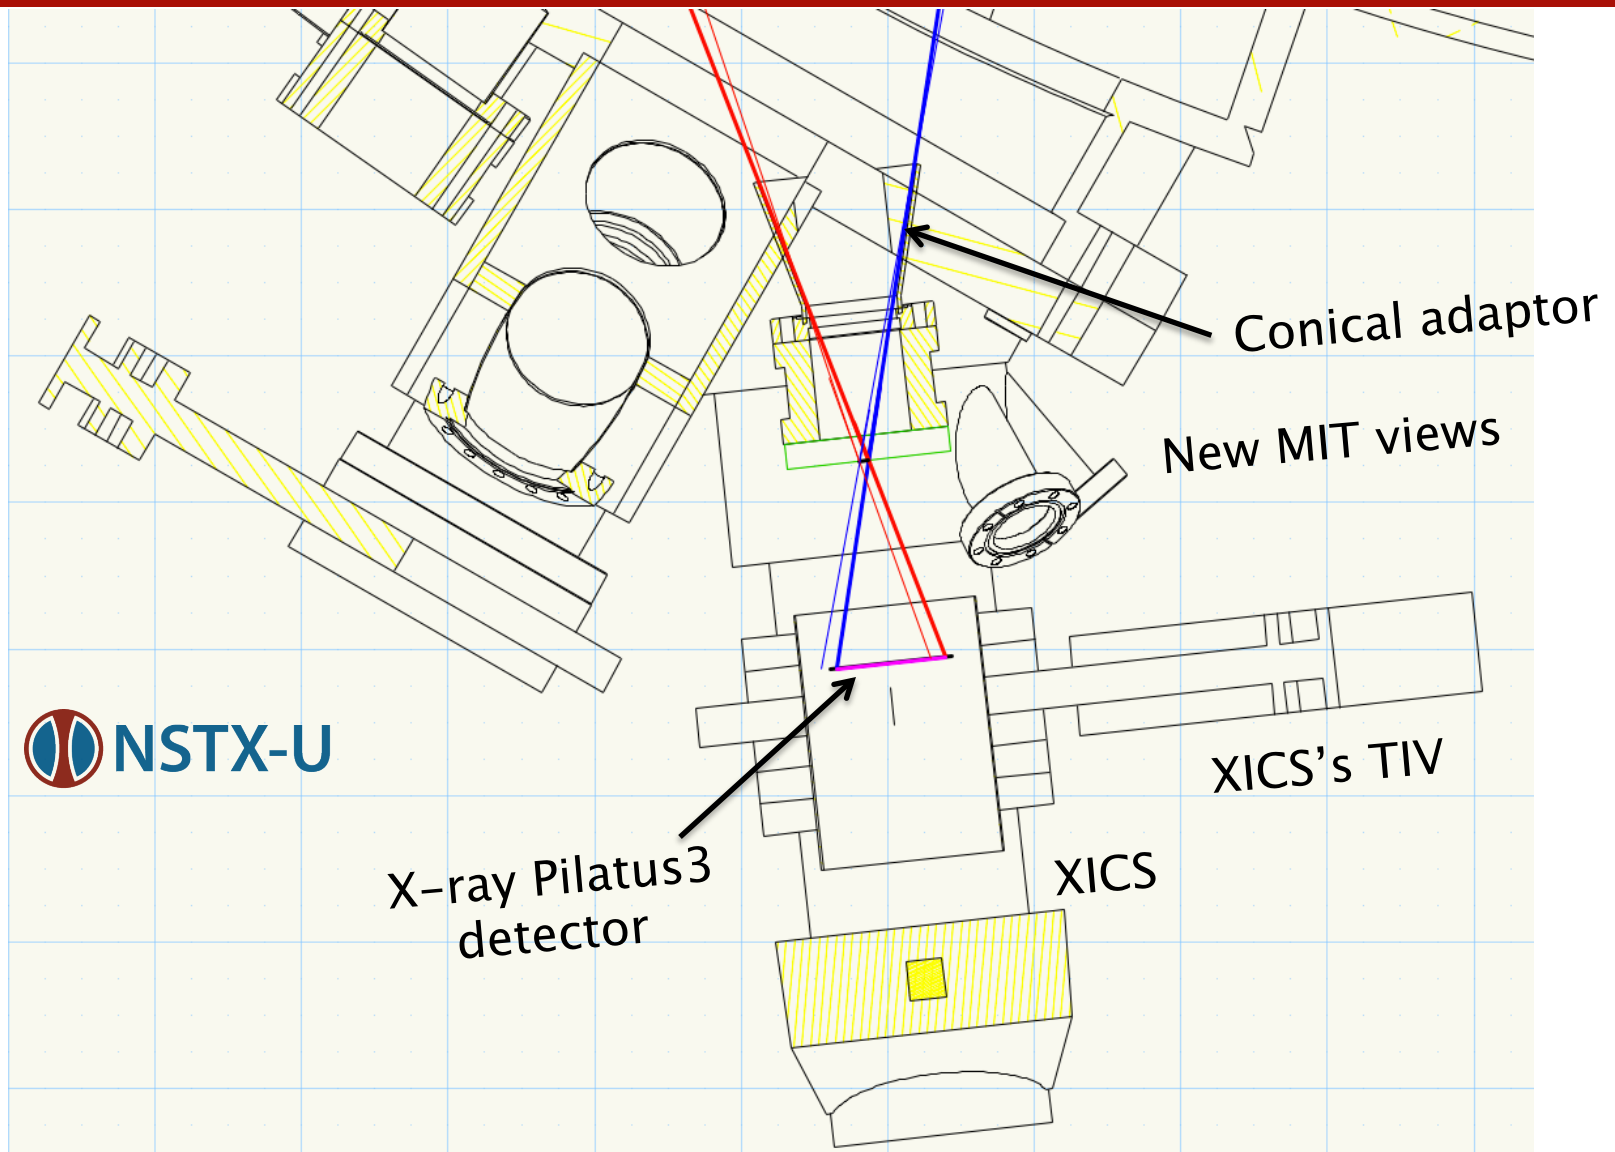 Conical adaptor
New MIT views
NSTX-U
XICS's TIV
X-ray Pilatus3
detector
XICS